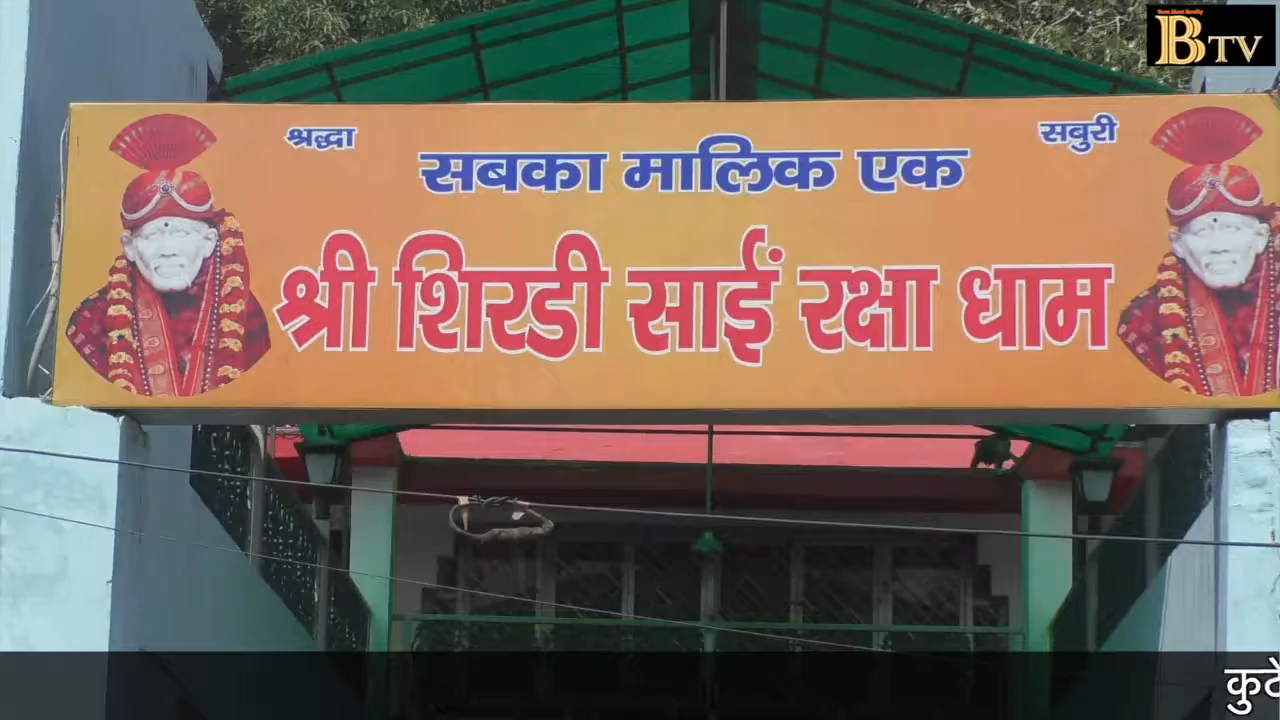 BTV
श्रद्धा
सबुरी
सबका मालिक एक
श्री शिरडी साईं रक्षा धाम